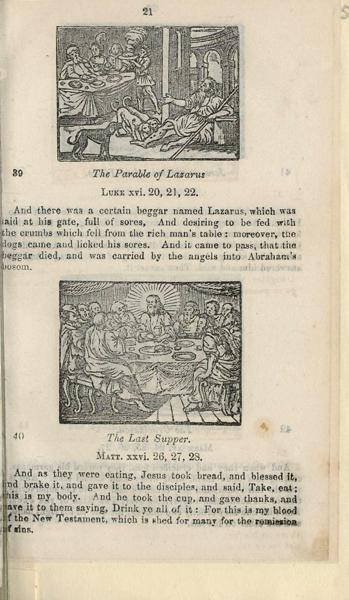 21
39
The Parable of Lazarus
LUKE xvi. 20, 21, 22.
And there was a certain beggar named Lazarus, which was
aid at his gate, full of sores, And desiring to be fed with
the crumbs which fell from the rich man's table: moreover, the
dogs came and licked his sores. And it came to pass, that the
beggar died, and was carried by the angels into Abraham's
bosom.
40
The Last Supper.
MATT. xxvi. 26, 27, 28.
And as they were eating, Jesus took bread, and blessed it,
nd brake it, and gave it to the disciples, and said, Take, eat;
his is my body. And he took the cup, and gave thanks, and
ave it to them saying, Drink ye all of it: For this is my blood
f the New Testament, which is shed for many for the remission
f sins.